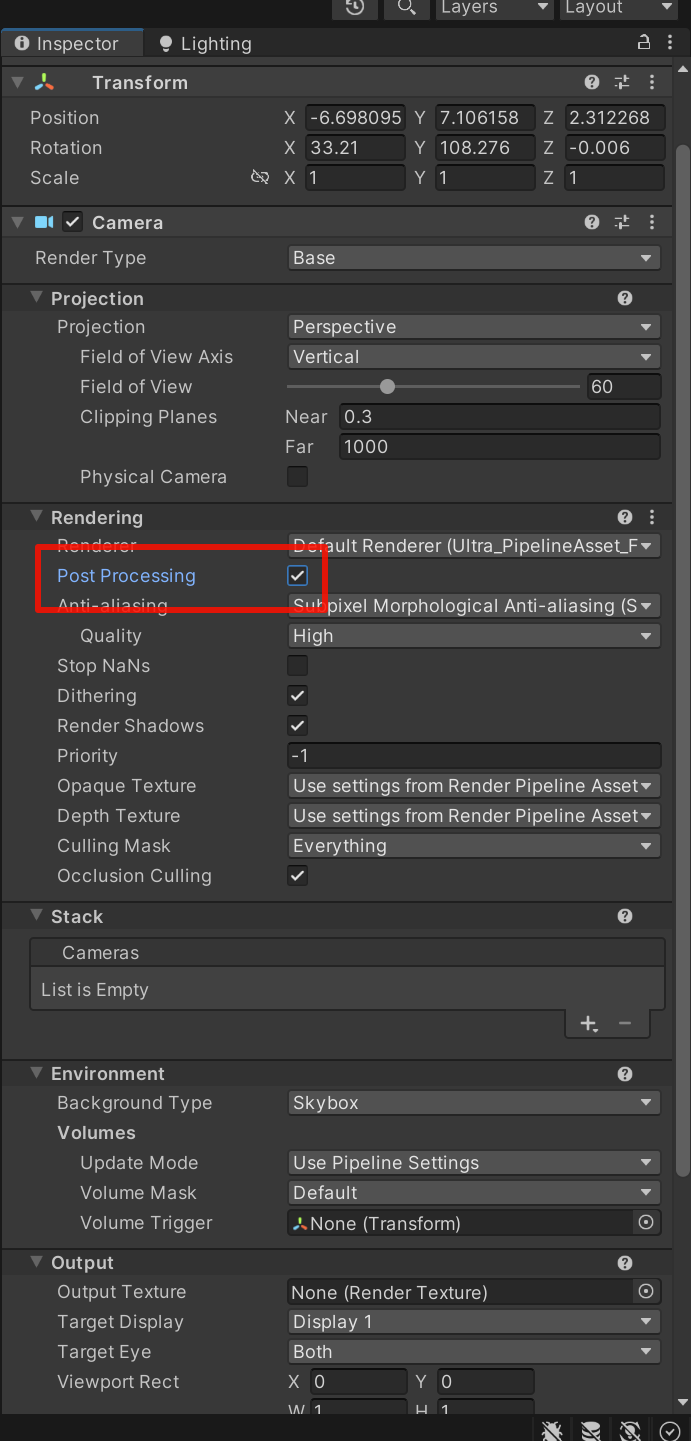 Layers Layout
Inspector Lighting
Transform
Position X -6.698095 Y 7.106158 Z 2.312268
Rotation X 33.21 Y 108.276 Z -0.006
Scale X 1 Y 1 Z 1
Camera
Render Type Base
Projection
Projection Perspective
Field of View Axis Vertical
Field of View 60
Clipping Planes Near 0.3
Far 1000
Physical Camera
Rendering
Renderer Default Renderer (Ultra_PipelineAsset_F
Post Processing
Anti-aliasing Subpixel Morphological Anti-aliasing (S
Quality High
Stop NaNs
Dithering
Render Shadows
Priority -1
Opaque Texture Use settings from Render Pipeline Asset
Depth Texture Use settings from Render Pipeline Asset
Culling Mask Everything
Occlusion Culling
Stack
Cameras
List is Empty
Environment
Background Type Skybox
Volumes
Update Mode Use Pipeline Settings
Volume Mask Default
Volume Trigger None (Transform)
Output
Output Texture None (Render Texture)
Target Display Display 1
Target Eye Both
Viewport Rect X 0 Y 0
W 1 H 1